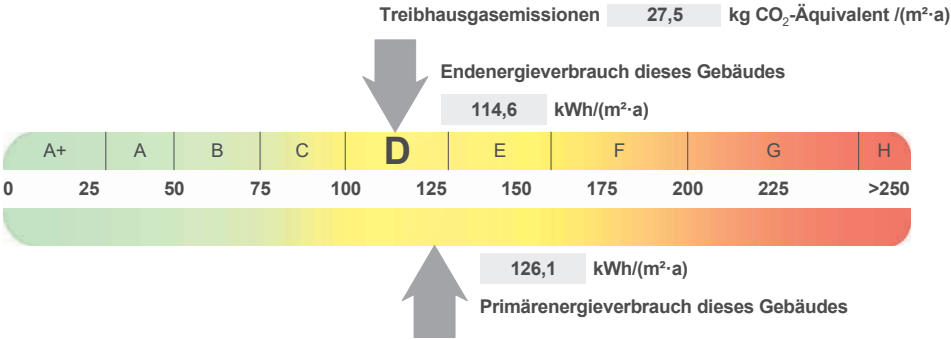 Treibhausgasemissionen 27,5 kg CO₂-Äquivalent /(m²·a)
Endenergieverbrauch dieses Gebäudes
114,6 kWh/(m²·a)
A+ A B C D E F G H
0 25 50 75 100 125 150 175 200 225 >250
126,1 kWh/(m²·a)
Primärenergieverbrauch dieses Gebäudes